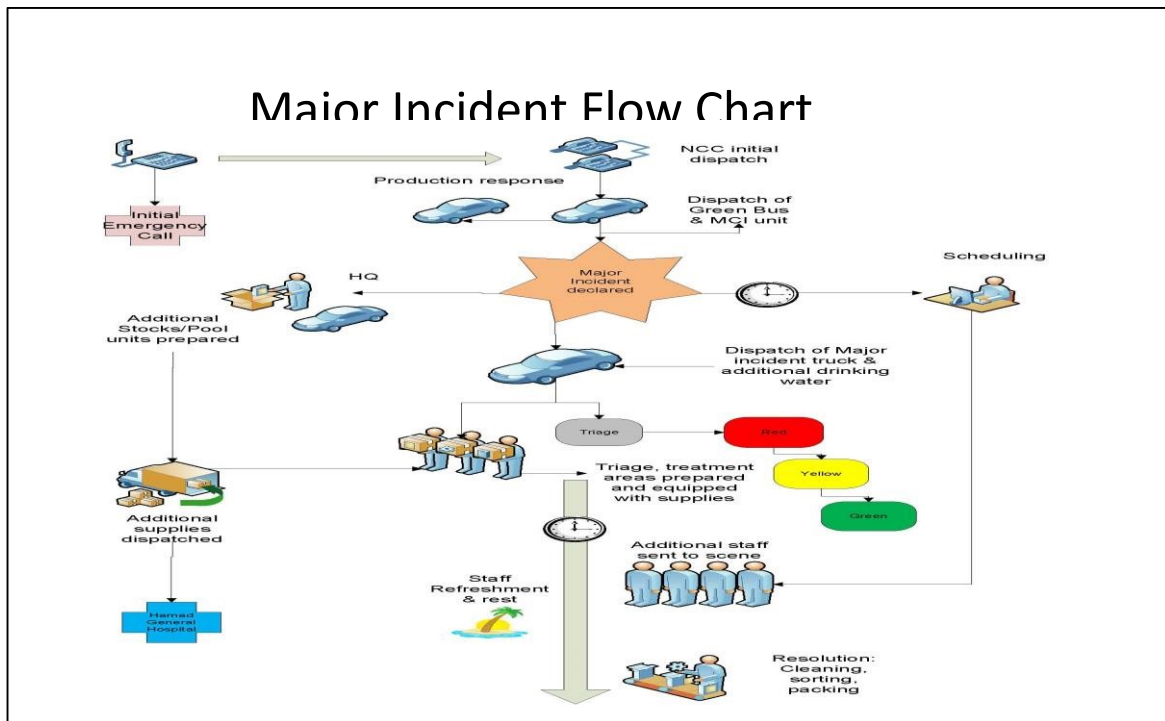 Major Incident Flow Chart
NCC initial
dispatch
Production response
Initial
Emergency
Call
Dispatch of
Green Bus
& MCI unit
Scheduling
HQ
Major
Incident
declared
Additional
Stocks/Pool
units prepared
Dispatch of Major
incident truck &
additional drinking
water
Triage
Red
Yellow
Green
Triage, treatment
areas prepared
and equipped
with supplies
Additional
supplies
dispatched
Additional staff
sent to scene
Staff
Refreshment
& rest
Hamad
General
Hospital
Resolution:
Cleaning,
sorting,
packing